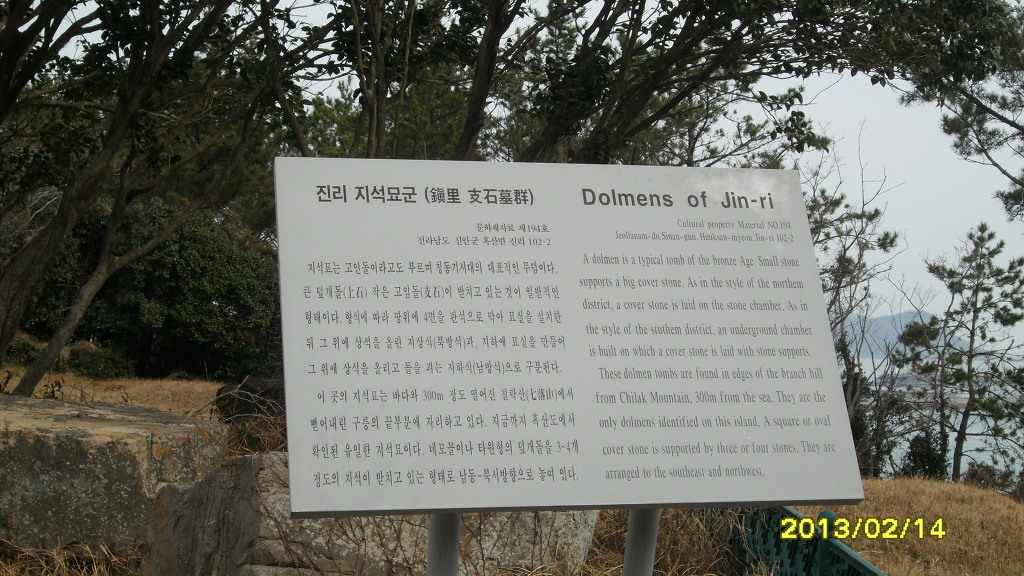 진리 지석묘군 (鎭里 支石墓群)
문화재자료 제194호
전라남도 신안군 흑산면 진리 102-2
지석묘는 고인돌이라고도 부르며 청동기시대의 대표적인 무덤이다.
큰 덮개돌(上石) 작은 고임돌(支石)이 받치고 있는 것이 일반적인
형태이다. 형식에 따라 땅위에 4면을 판석으로 막아 묘실을 설치한
뒤 그 위에 상석을 올린 지상식(북방식)과, 지하에 묘실을 만들어
그 위에 상석을 올리고 돌을 괴는 지하식(남방식)으로 구분된다.
이 곳의 지석묘는 바다와 300m 정도 떨어진 칠락산(七落山)에서
뻗어내린 구릉의 끝부분에 자리하고 있다. 지금까지 흑산도에서
확인된 유일한 지석묘이다. 네모꼴이나 타원형의 덮개돌을 3~4개
정도의 지석이 받치고 있는 형태로 남동-북서방향으로 놓여 있다.
Dolmens of Jin-ri
Cultural property Material NO.194
Jeollanam-do,Sinan-gun, Heuksan-myeon, Jin-ri 102-2
A dolmen is a typical tomb of the bronze Age. Small stone
supports a big cover stone. As in the style of the northern
district, a cover stone is laid on the stone chamber. As in
the style of the stuthern district, an underground chamber
is built on which a cover stone is laid with stone supports.
These dolmen tombs are found in edges of the branch hill
from Chilak Mountain, 300m from the sea. They are the
only dolmens identified on this island. A square or oval
cover stone is supported by three or four stones. They are
arranged to the southeast and northwest.
2013/02/14